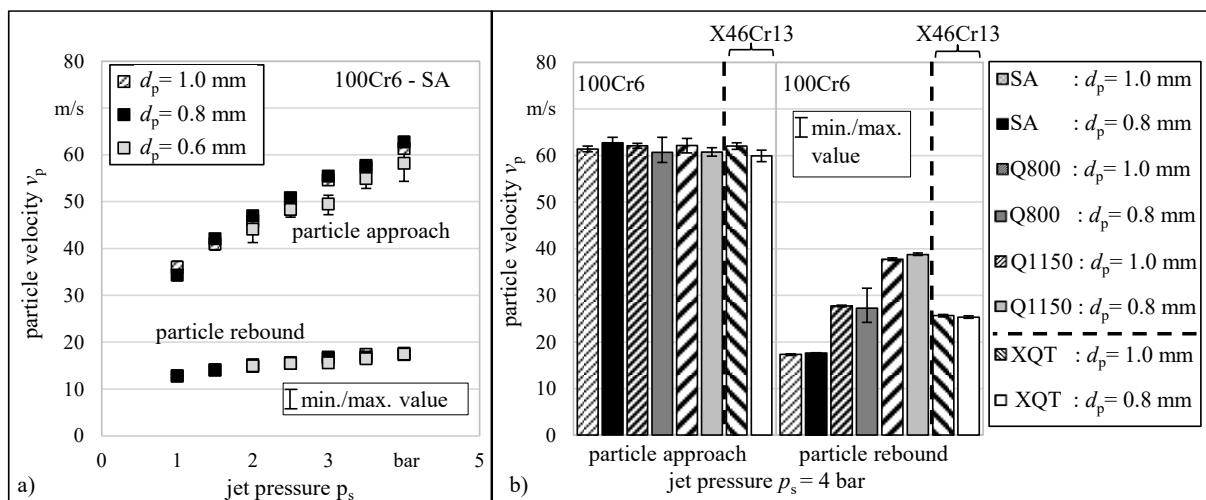 80
m/s
60
50
40
30
20
10
0
particle velocity vp
100Cr6 - SA
dp= 1.0 mm
dp= 0.8 mm
dp= 0.6 mm
particle approach
particle rebound
min./max. value
0 1 2 3 bar 5
a) jet pressure ps
X46Cr13 X46Cr13
80
m/s
60
50
40
30
20
10
0
particle velocity vp
100Cr6 100Cr6
min./max.
value
particle approach particle rebound
b) jet pressure ps = 4 bar
SA : dp= 1.0 mm
SA : dp= 0.8 mm
Q800 : dp= 1.0 mm
Q800 : dp= 0.8 mm
Q1150 : dp= 1.0 mm
Q1150 : dp= 0.8 mm
XQT : dp= 1.0 mm
XQT : dp= 0.8 mm